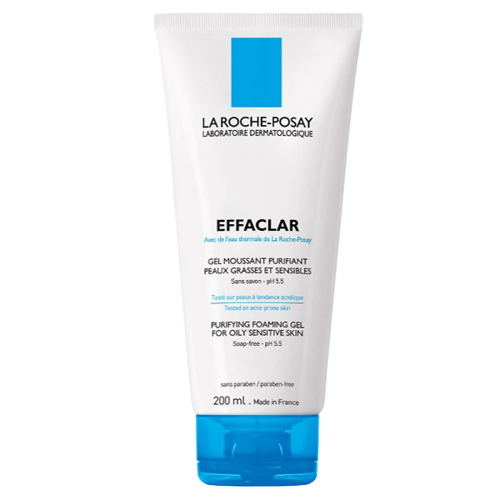 LA ROCHE-POSAY
LABORATOIRE DERMATOLOGIQUE
EFFACLAR
Avec de l'eau thermale de La Roche-Posay
GEL MOUSSANT PURIFIANT
PEAUX GRASSES ET SENSIBLES
Sans savon - pH 5.5
Testé sur peaux à tendance acnéique
Tested on acne-prone skin
PURIFYING FOAMING GEL
FOR OILY SENSITIVE SKIN
Soap-free - pH 5.5
sans paraben / paraben-free
200 ml. Made in France